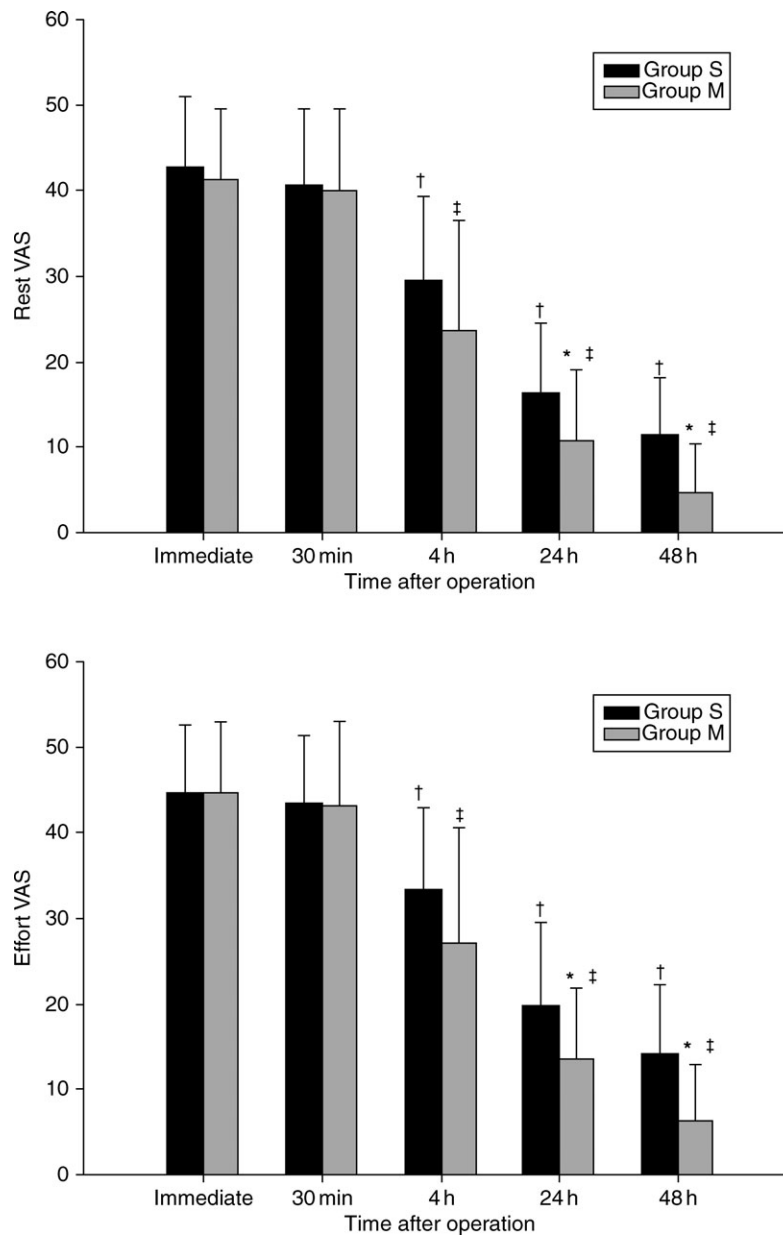 60
50
40
30
20
10
0
Rest VAS
Group S
Group M
†
‡
†
* ‡
†
* ‡
Immediate 30 min 4 h 24 h 48 h
Time after operation
60
50
40
30
20
10
0
Effort VAS
Group S
Group M
†
‡
†
* ‡
†
* ‡
Immediate 30 min 4 h 24 h 48 h
Time after operation